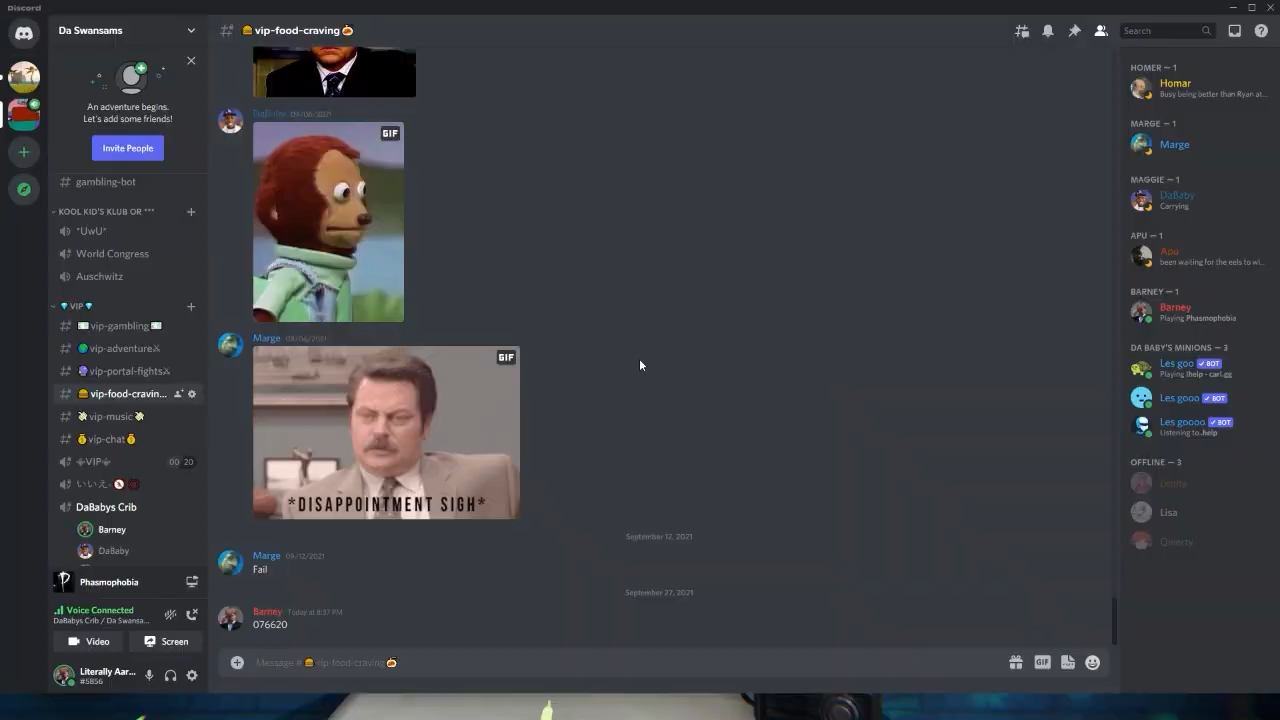 Discord
Da Swansams
An adventure begins.
Let's add some friends!
Invite People
gambling-bot
KOOL KID'S KLUB OR ***
*UwU*
World Congress
Auschwitz
VIP
vip-gambling
vip-adventure
vip-portal-fights
vip-food-cravin...
vip-music
vip-chat
VIP
00 20
いいえ
DaBabys Crib
Barney
DaBaby
Phasmophobia
Voice Connected
DaBabys Crib / Da Swansa...
Video
Screen
Literally Aar...
#5856
vip-food-craving
Search
DaBaby
GIF
Marge
GIF
*DISAPPOINTMENT SIGH*
September 12, 2021
Marge 09/12/2021
Fail
September 27, 2021
Barney Today at 8:37 PM
076620
Message # vip-food-craving
GIF
HOMER — 1
Homar
Busy being better than Ryan at...
MARGE — 1
Marge
MAGGIE — 1
DaBaby
Carrying
APU — 1
Apu
been waiting for the eels to wi...
BARNEY — 1
Barney
Playing Phasmophobia
DA BABY'S MINIONS — 3
Les goo BOT
Playing !help - carl.gg
Les gooo BOT
Les goooo BOT
Listening to .help
OFFLINE — 3
Lisa
Qwerty